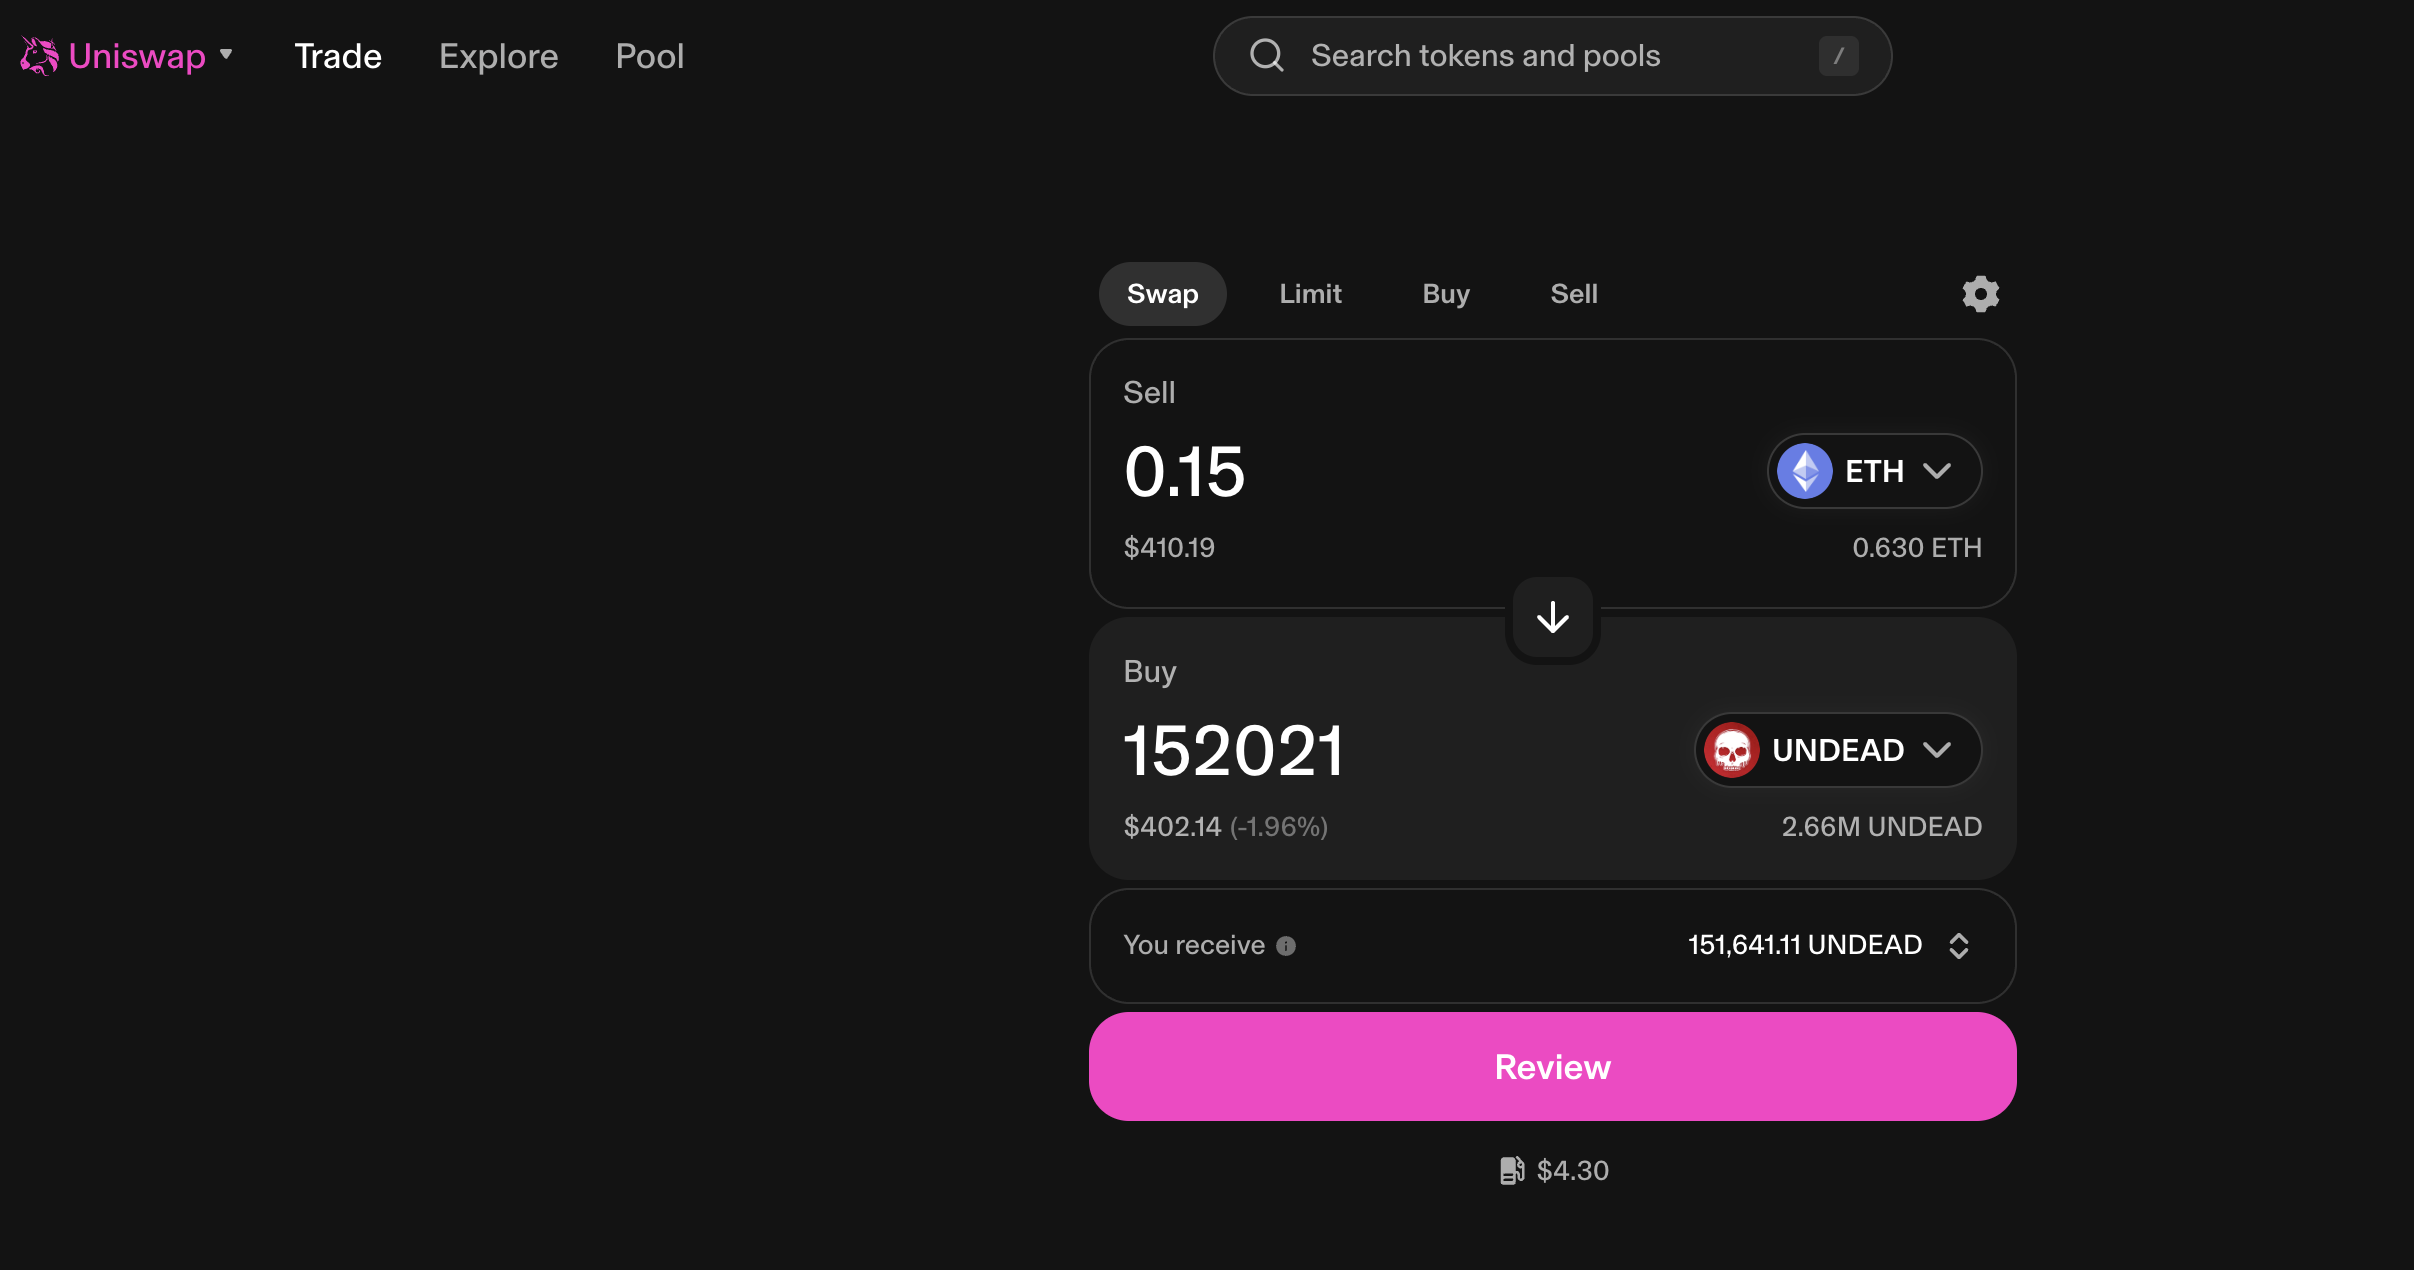 Uniswap Trade Explore Pool Search tokens and pools /
Swap Limit Buy Sell
Sell
0.15 ETH
$410.19 0.630 ETH
Buy
152021 UNDEAD
$402.14 (-1.96%) 2.66M UNDEAD
You receive 151,641.11 UNDEAD
Review
$4.30